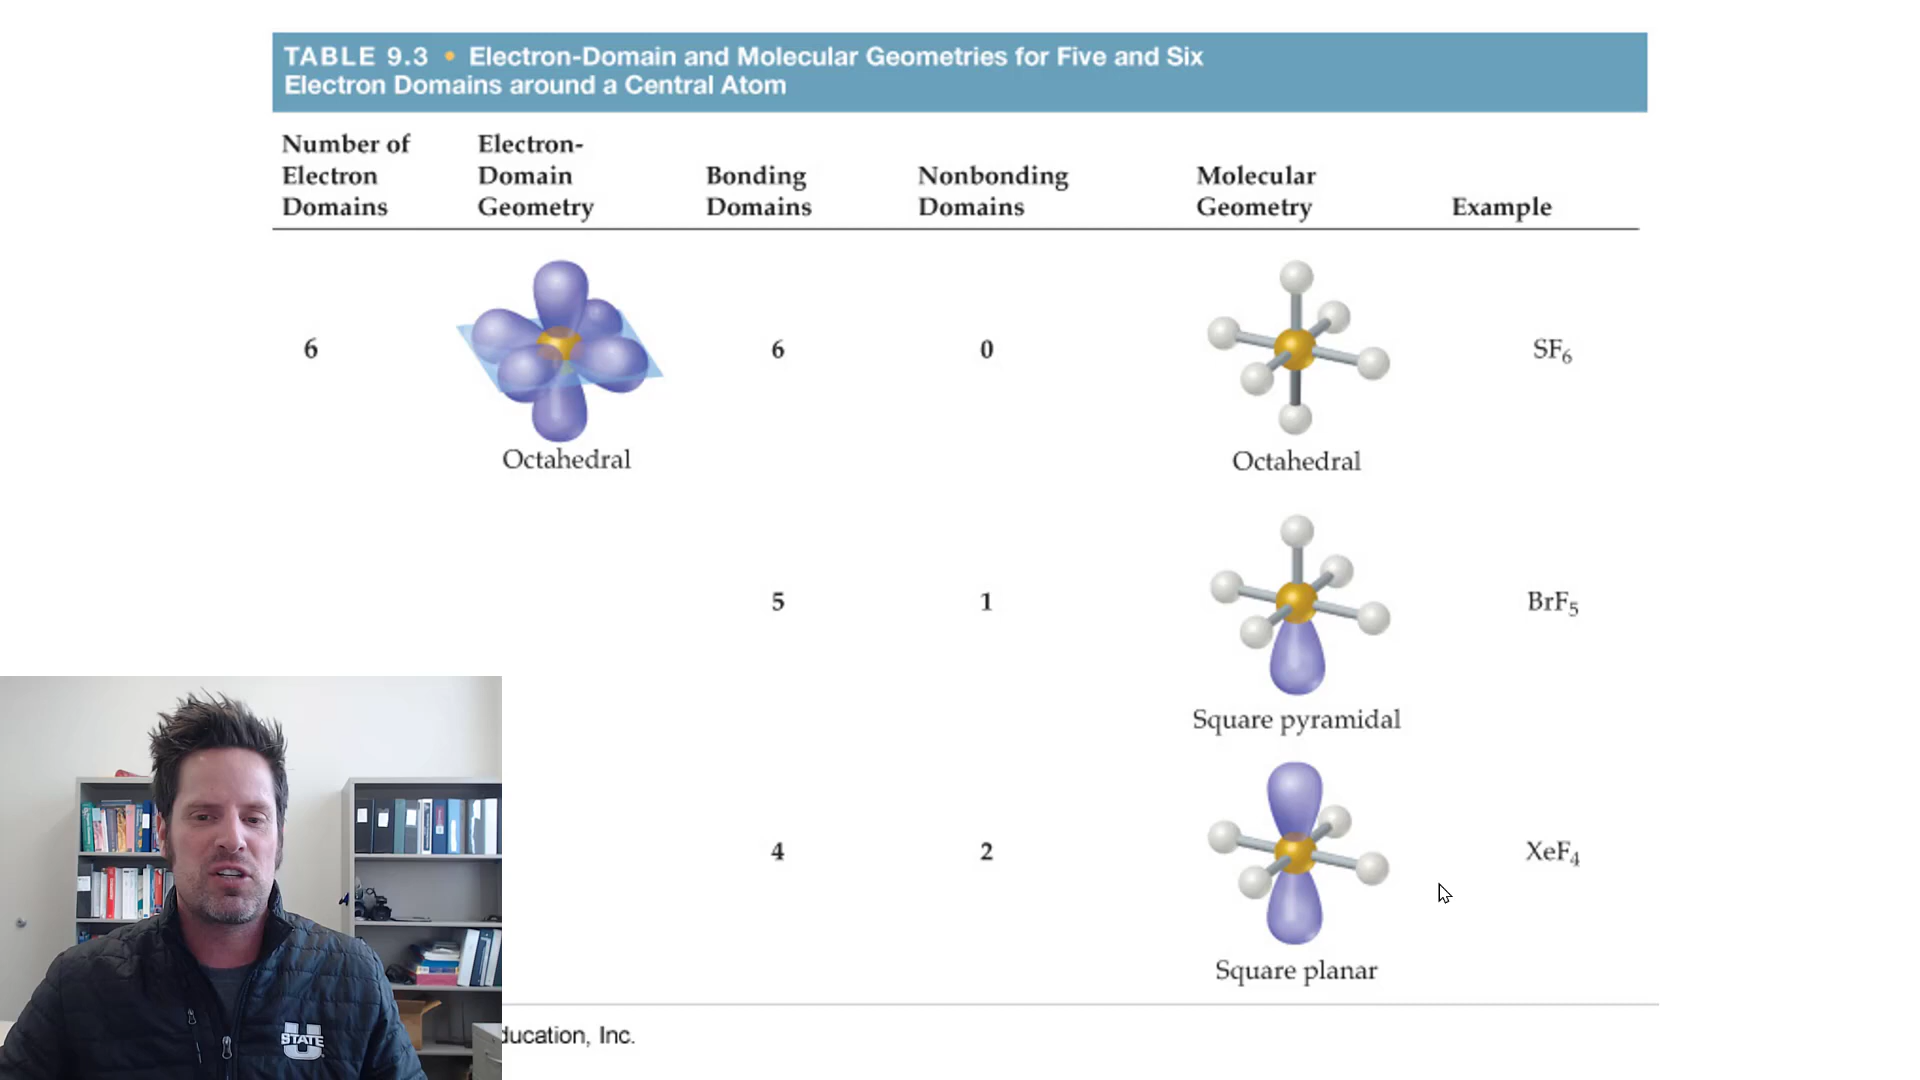 TABLE 9.3 • Electron-Domain and Molecular Geometries for Five and Six
Electron Domains around a Central Atom
Number of Electron Domains
Electron-Domain Geometry
Bonding Domains
Nonbonding Domains
Molecular Geometry
Example
6
Octahedral
6
0
Octahedral
SF₆
5
1
Square pyramidal
BrF₅
4
2
Square planar
XeF₄
ducation, Inc.
STATE